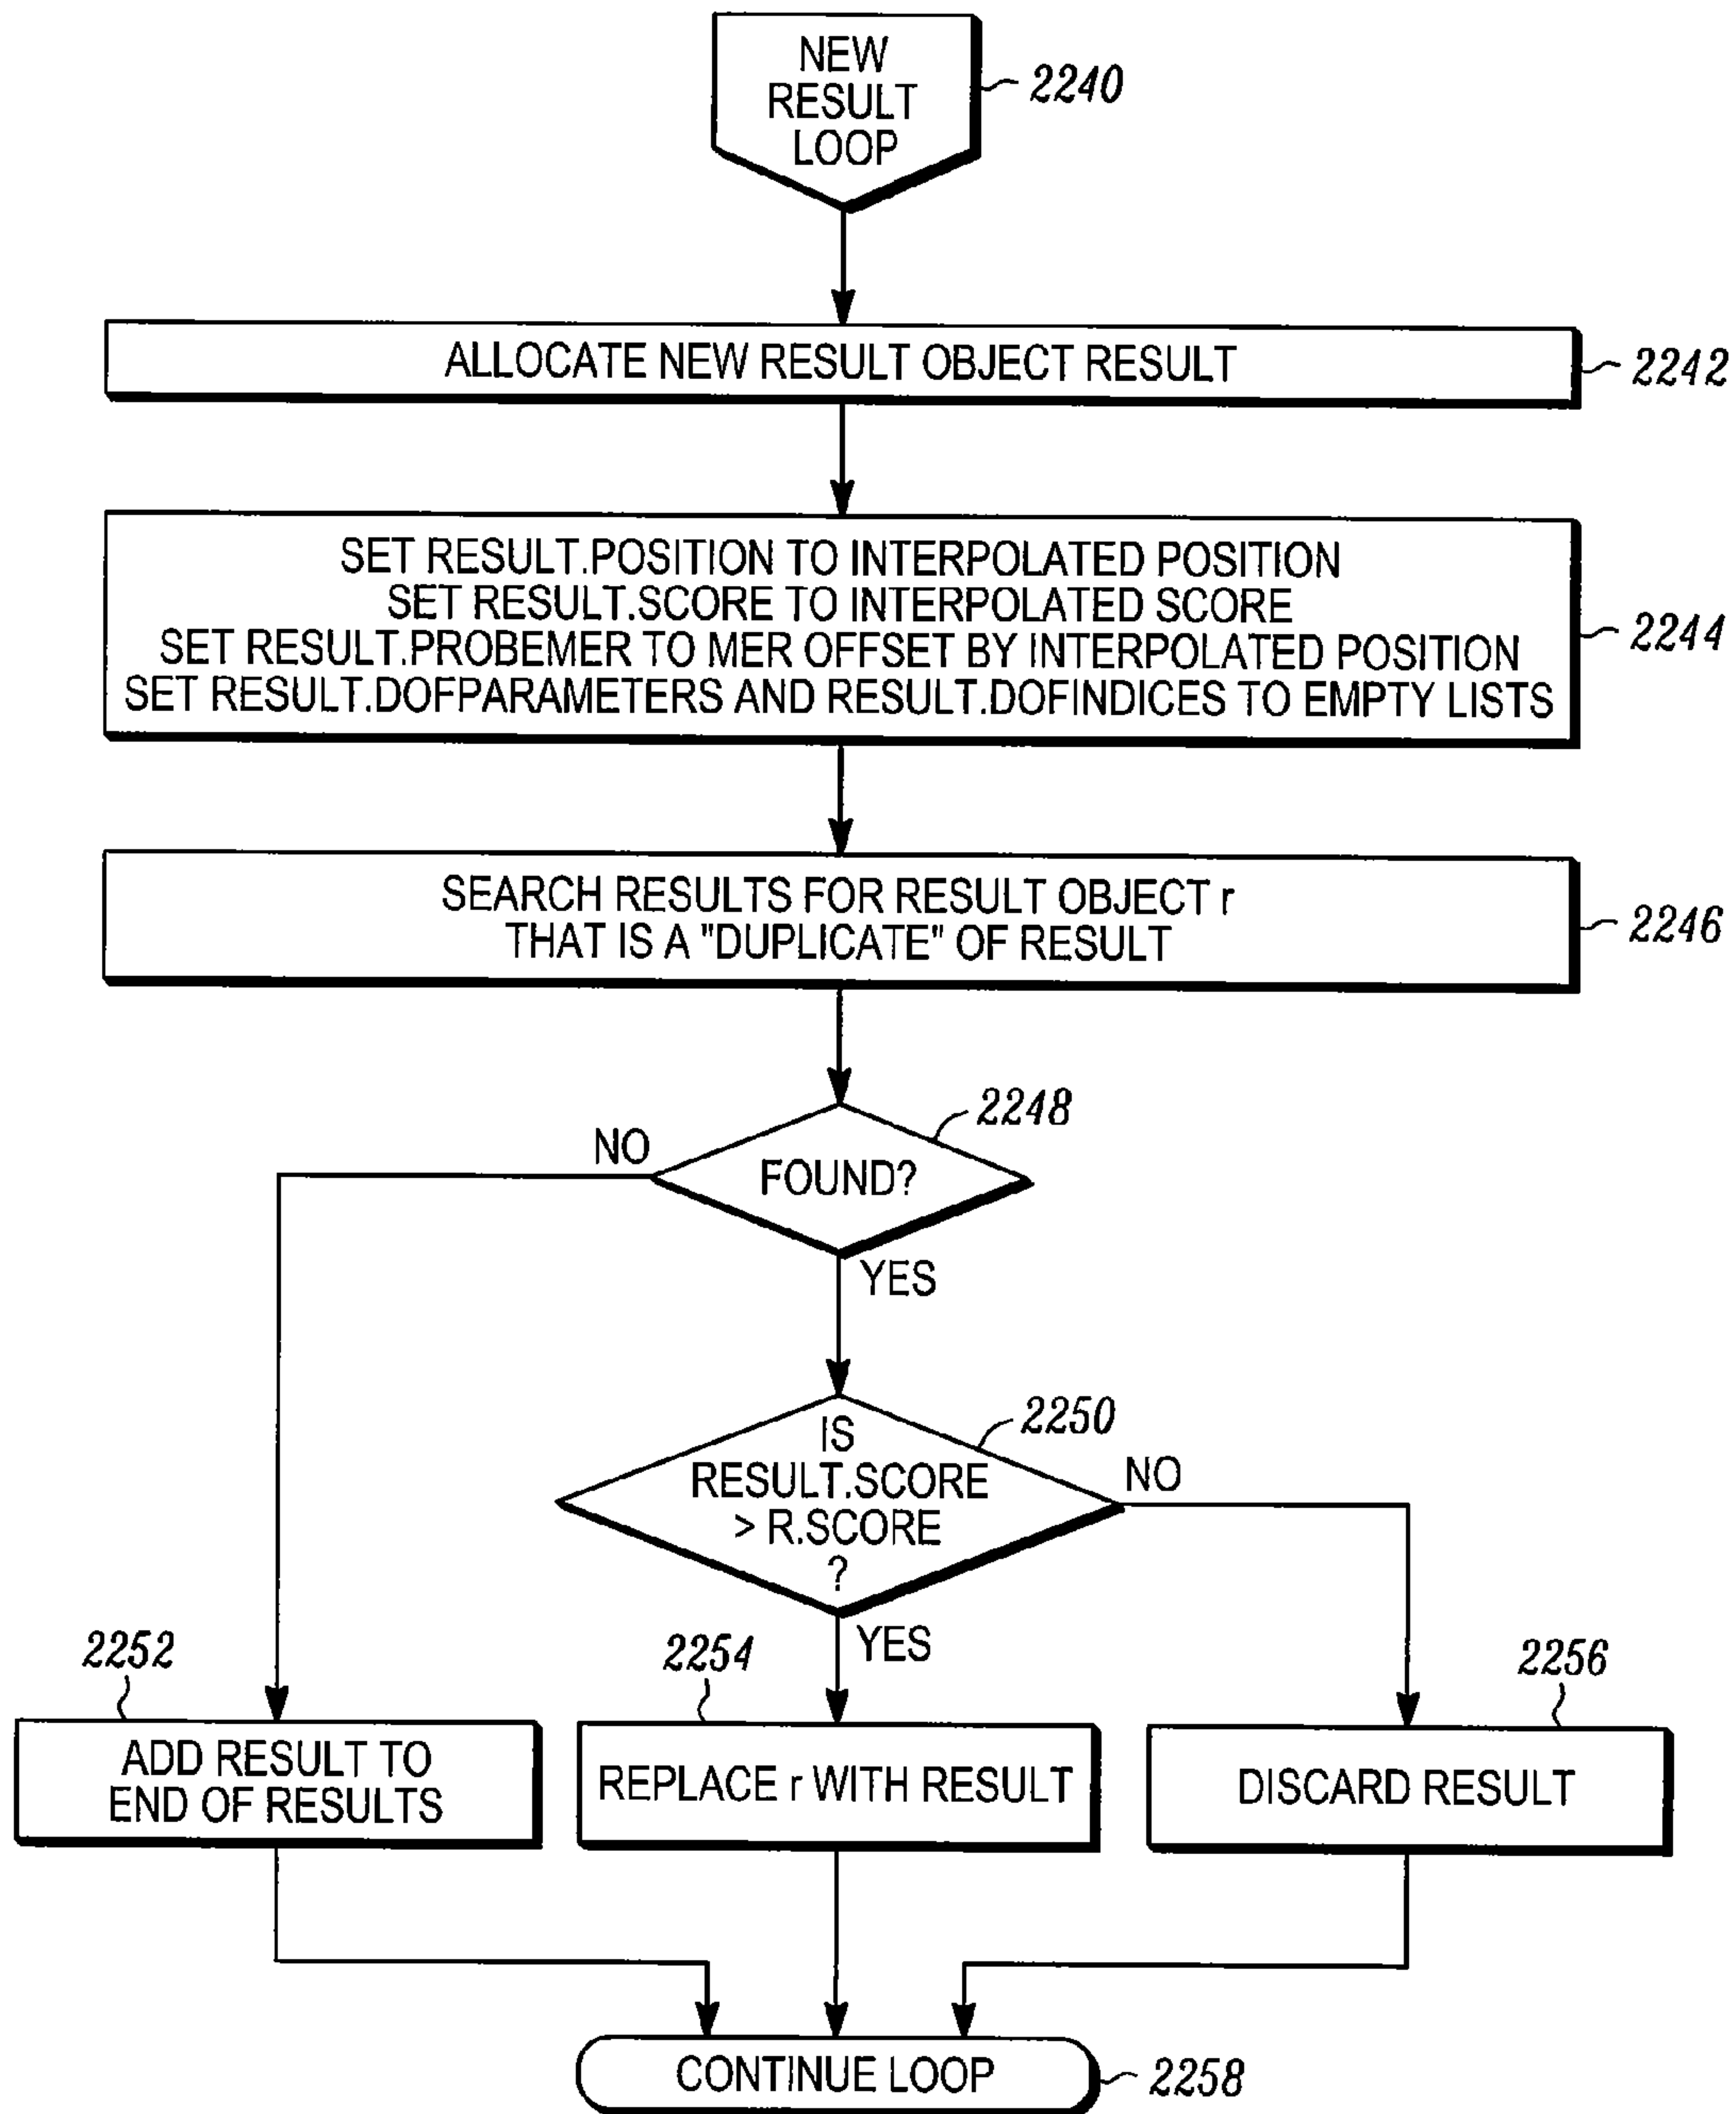 NEW
RESULT
LOOP
2240
ALLOCATE NEW RESULT OBJECT RESULT
2242
SET RESULT.POSITION TO INTERPOLATED POSITION
SET RESULT.SCORE TO INTERPOLATED SCORE
SET RESULT.PROBEMER TO MER OFFSET BY INTERPOLATED POSITION
SET RESULT.DOFPARAMETERS AND RESULT.DOFINDICES TO EMPTY LISTS
2244
SEARCH RESULTS FOR RESULT OBJECT r
THAT IS A "DUPLICATE" OF RESULT
2246
2248
NO
FOUND?
YES
2250
IS
RESULT.SCORE
> R.SCORE
?
NO
YES
2252
ADD RESULT TO
END OF RESULTS
2254
REPLACE r WITH RESULT
2256
DISCARD RESULT
CONTINUE LOOP
2258